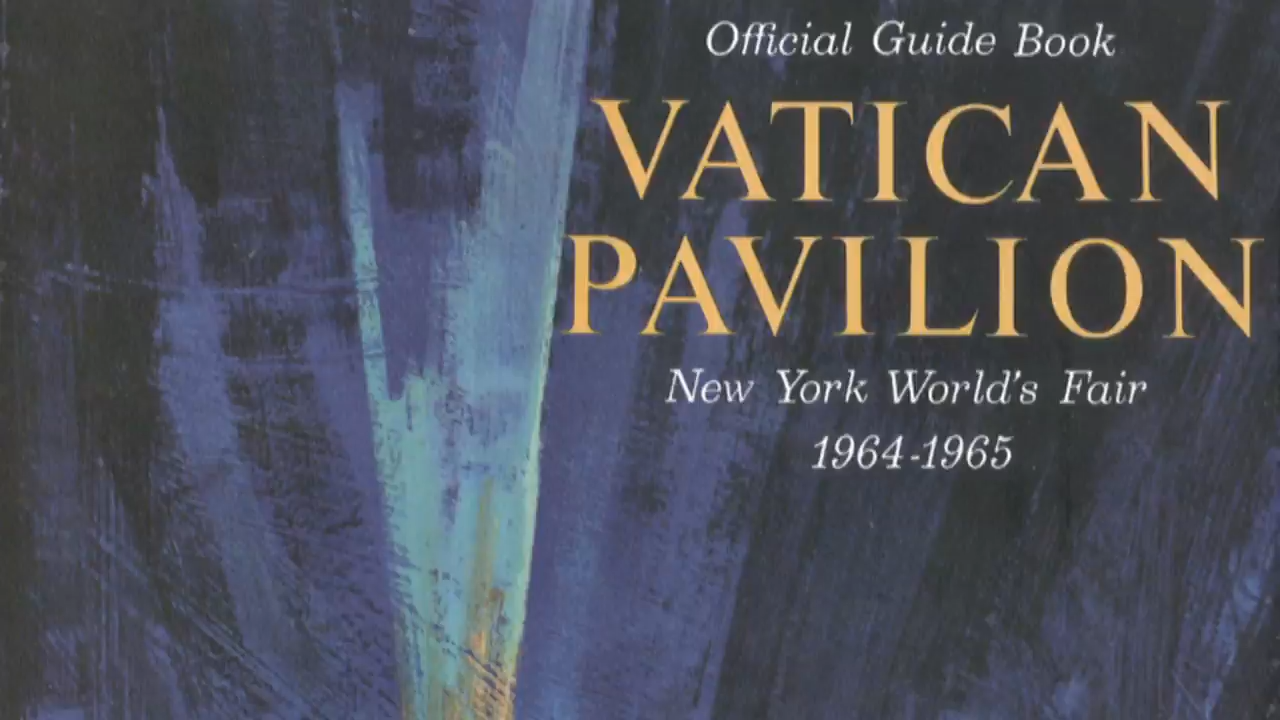 Official Guide Book
VATICAN
PAVILION
New York World's Fair
1964-1965